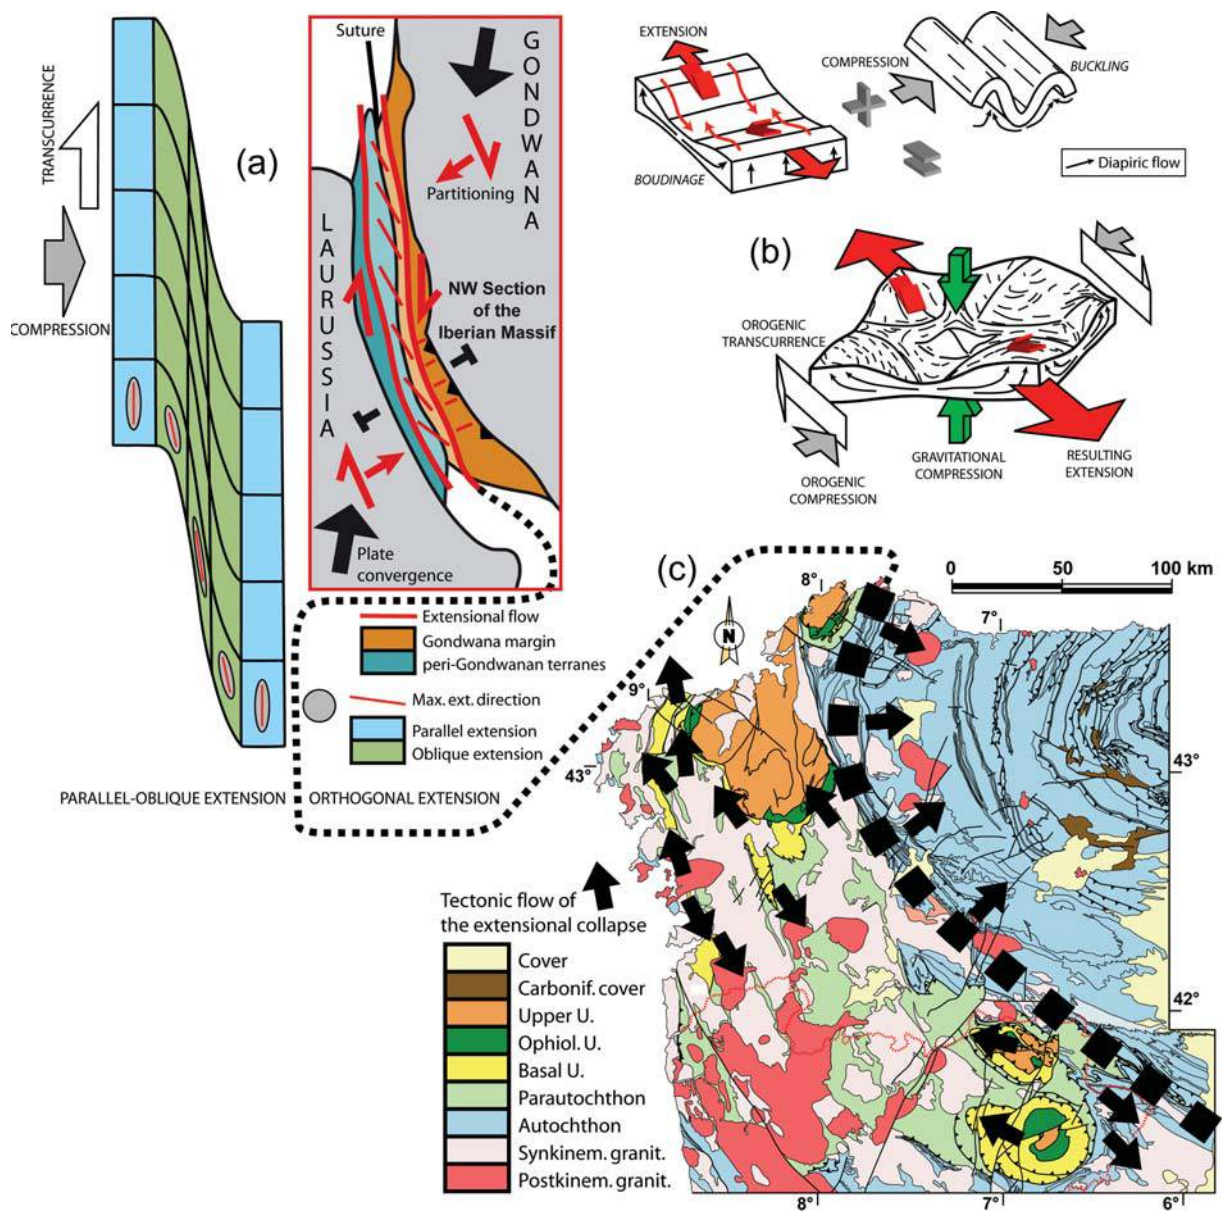 (a)
TRANSCURRENCE
COMPRESSION
Suture
GONDWANA
Partitioning
LAURUSSIA
NW Section
of the
Iberian Massif
Plate
convergence
Extensional flow
Gondwana margin
peri-Gondwanan terranes
Max. ext. direction
Parallel extension
Oblique extension
PARALLEL-OBLIQUE EXTENSION
ORTHOGONAL EXTENSION
EXTENSION
COMPRESSION
BUCKLING
BOUDINAGE
Diapiric flow
(b)
OROGENIC
TRANSCURRENCE
OROGENIC
COMPRESSION
GRAVITATIONAL
COMPRESSION
RESULTING
EXTENSION
(c)
0 50 100 km
8°
7°
N
9°
43°
43°
42°
Tectonic flow of
the extensional collapse
Cover
Carbonif. cover
Upper U.
Ophiol. U.
Basal U.
Parautochthon
Autochthon
Synkinem. granit.
Postkinem. granit.
8° 7° 6°